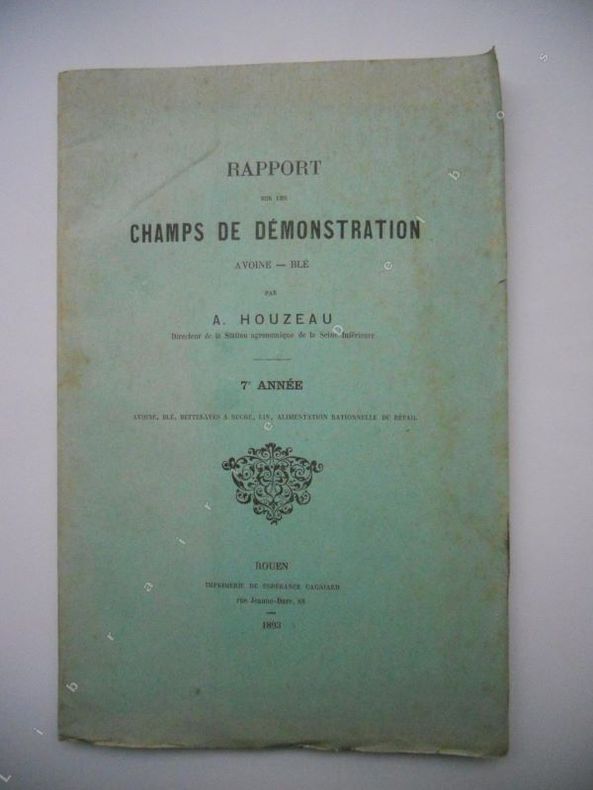 RAPPORT
SUR LES
CHAMPS DE DÉMONSTRATION
AVOINE — BLÉ
PAR
A. HOUZEAU
Directeur de la Station agronomique de la Seine-Inférieure
7e ANNÉE
AVOINE, BLÉ, BETTERAVES A SUCRE, LIN, ALIMENTATION RATIONNELLE DU BÉTAIL
ROUEN
IMPRIMERIE DE ESPÉRANCE CAGNIARD
rue Jeanne-Darc, 88
1893